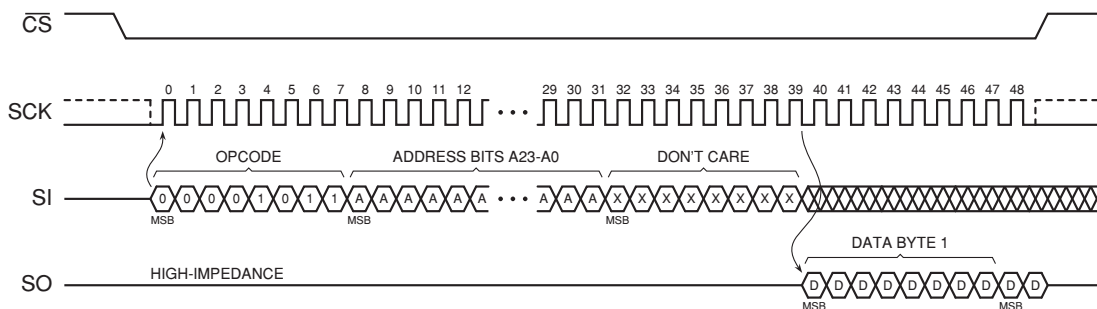 CS
0 1 2 3 4 5 6 7 8 9 10 11 12 29 30 31 32 33 34 35 36 37 38 39 40 41 42 43 44 45 46 47 48
SCK • • •
OPCODE ADDRESS BITS A23-A0 DON'T CARE
SI 0 0 0 0 1 0 1 1 A A A A A A • • • A A A X X X X X X X X
MSB MSB MSB
DATA BYTE 1
HIGH-IMPEDANCE
SO D D D D D D D D D D
MSB MSB